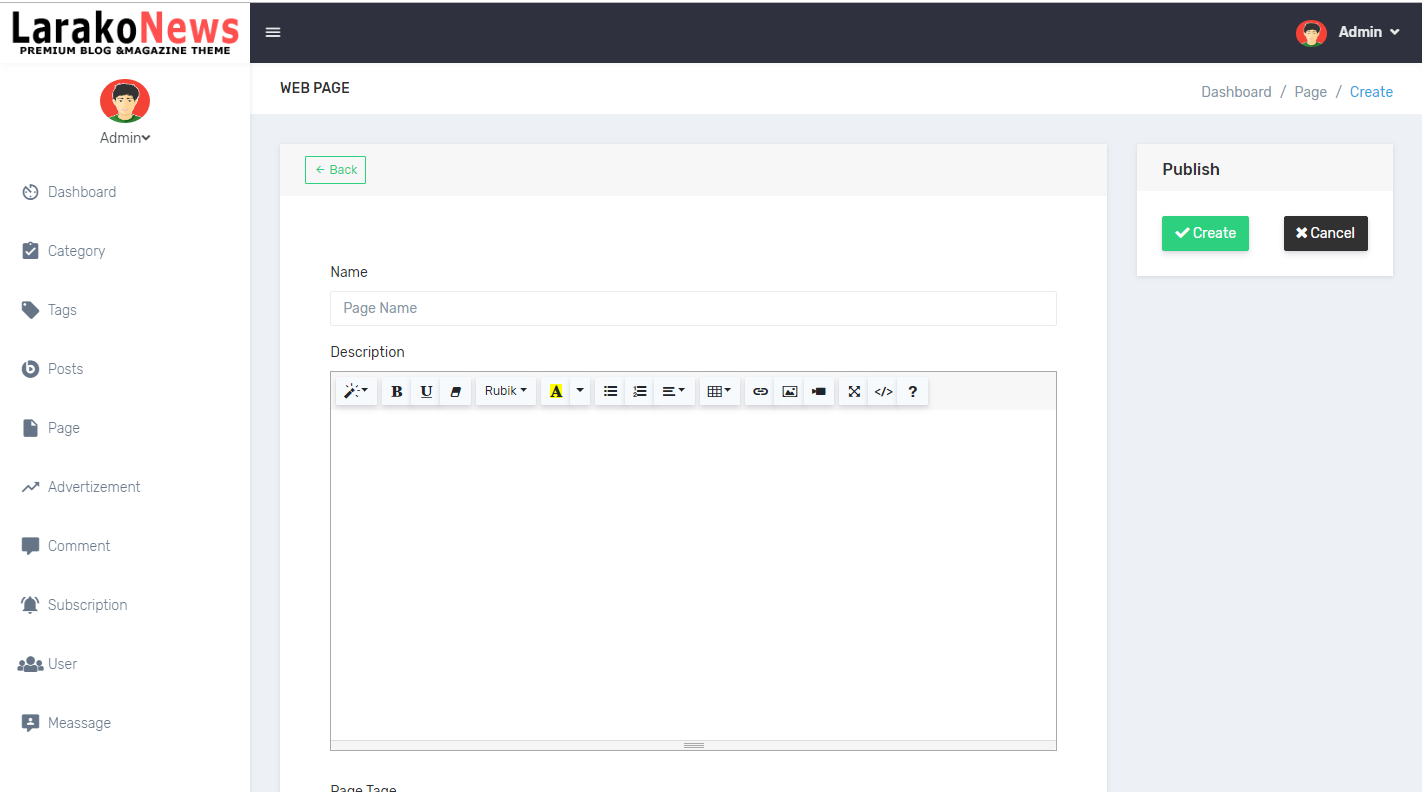 LarakoNews
PREMIUM BLOG &MAGAZINE THEME
Admin
Admin
Dashboard
Category
Tags
Posts
Page
Advertizement
Comment
Subscription
User
Meassage
WEB PAGE
Dashboard / Page / Create
Back
Name
Page Name
Description
B U Rubik A </> ?
Page Tage
Publish
Create Cancel